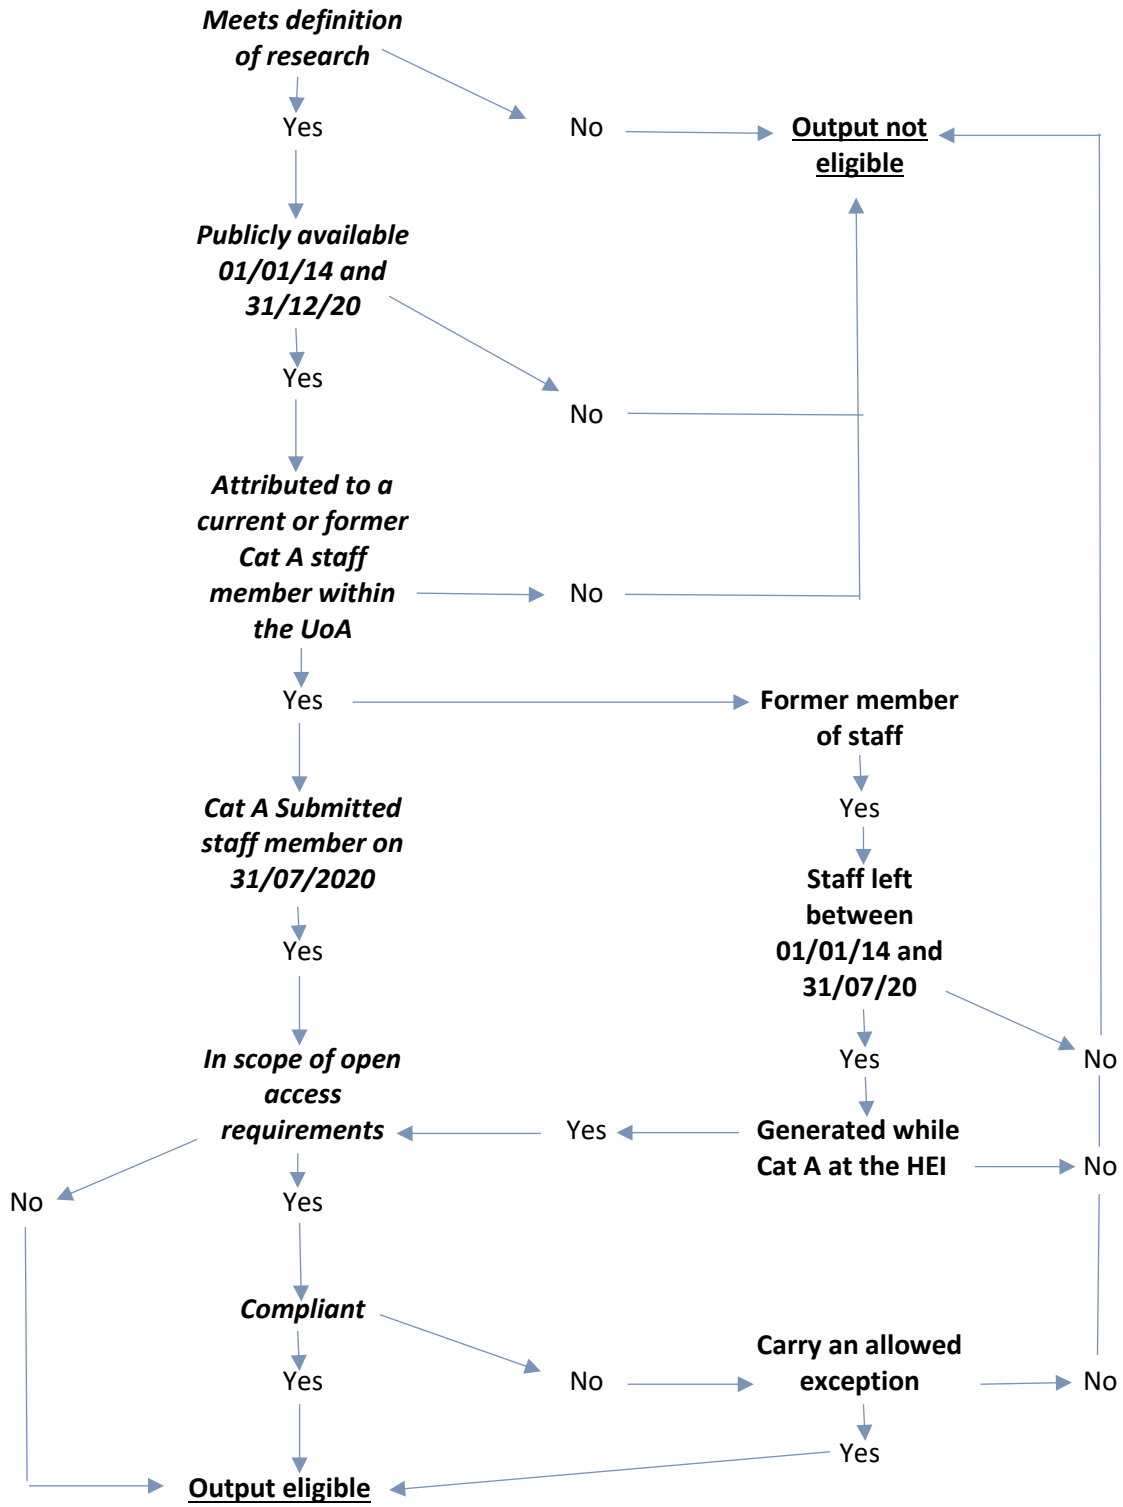 Meets definition
of research
Yes
No
Output not
eligible
Publicly available
01/01/14 and
31/12/20
Yes
No
Attributed to a
current or former
Cat A staff
member within
the UoA
No
Yes
Former member
of staff
Cat A Submitted
staff member on
31/07/2020
Yes
Staff left
between
01/01/14 and
31/07/20
Yes
In scope of open
access
requirements
Yes
No
Yes
Generated while
Cat A at the HEI
No
No
Yes
Compliant
Yes
No
Carry an allowed
exception
No
Yes
Output eligible